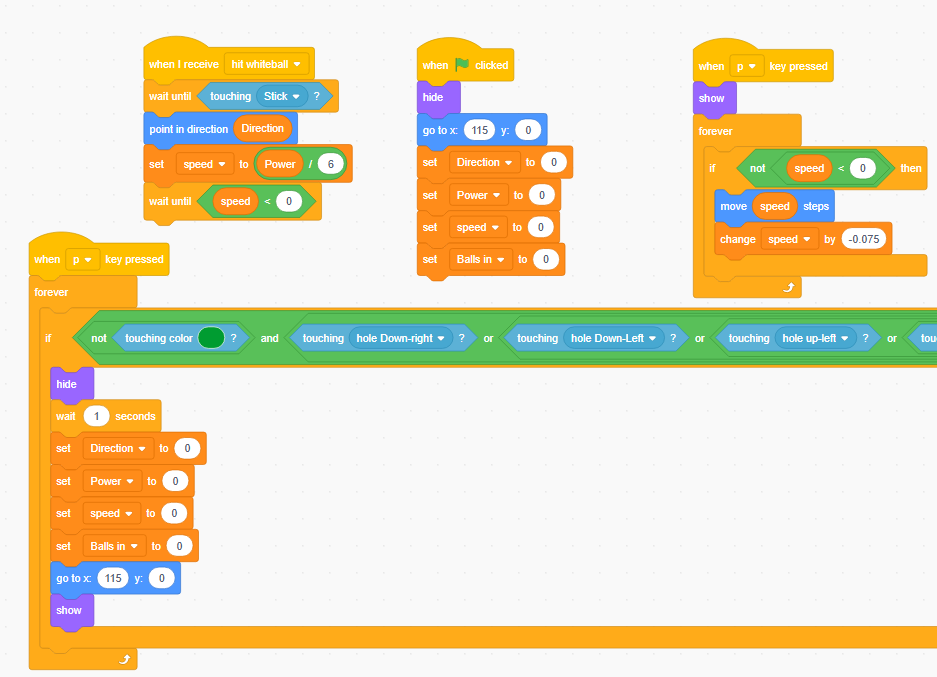 when I receive hit whiteball
wait until touching Stick ?
point in direction Direction
set speed to Power / 6
wait until speed < 0
when clicked
hide
go to x: 115 y: 0
set Direction to 0
set Power to 0
set speed to 0
set Balls in to 0
when p key pressed
show
forever
if not speed < 0 then
move speed steps
change speed by -0.075
when p key pressed
forever
if not touching color ? and touching hole Down-right ? or touching hole Down-Left ? or touching hole up-left ? or
hide
wait 1 seconds
set Direction to 0
set Power to 0
set speed to 0
set Balls in to 0
go to x: 115 y: 0
show